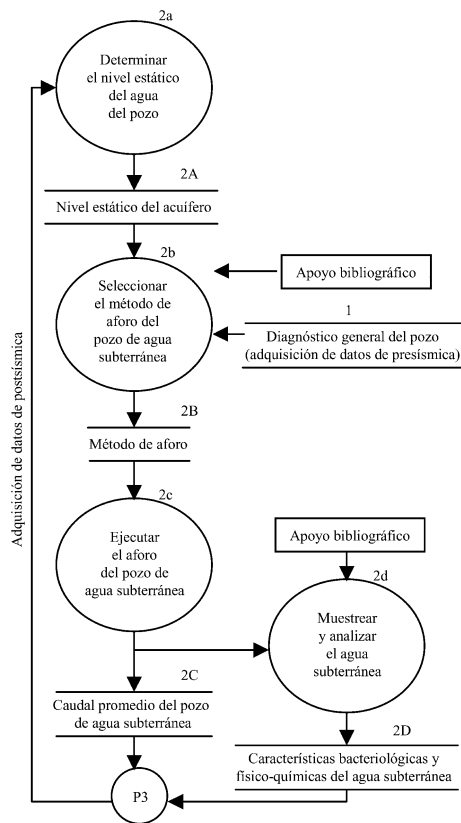 2a
Determinar
el nivel estático
del agua
del pozo
2A
Nivel estático del acuífero
2b
Seleccionar
el método de
aforo del
pozo de agua
subterránea
Apoyo bibliográfico
1
Diagnóstico general del pozo
(adquisición de datos de presísmica)
2B
Método de aforo
2c
Ejecutar
el aforo
del pozo de
agua subterránea
Apoyo bibliográfico
2d
Muestrear
y analizar
el agua
subterránea
2C
Caudal promedio del pozo
de agua subterránea
2D
Características bacteriológicas y
físico-químicas del agua subterránea
P3
Adquisición de datos de postsísmica